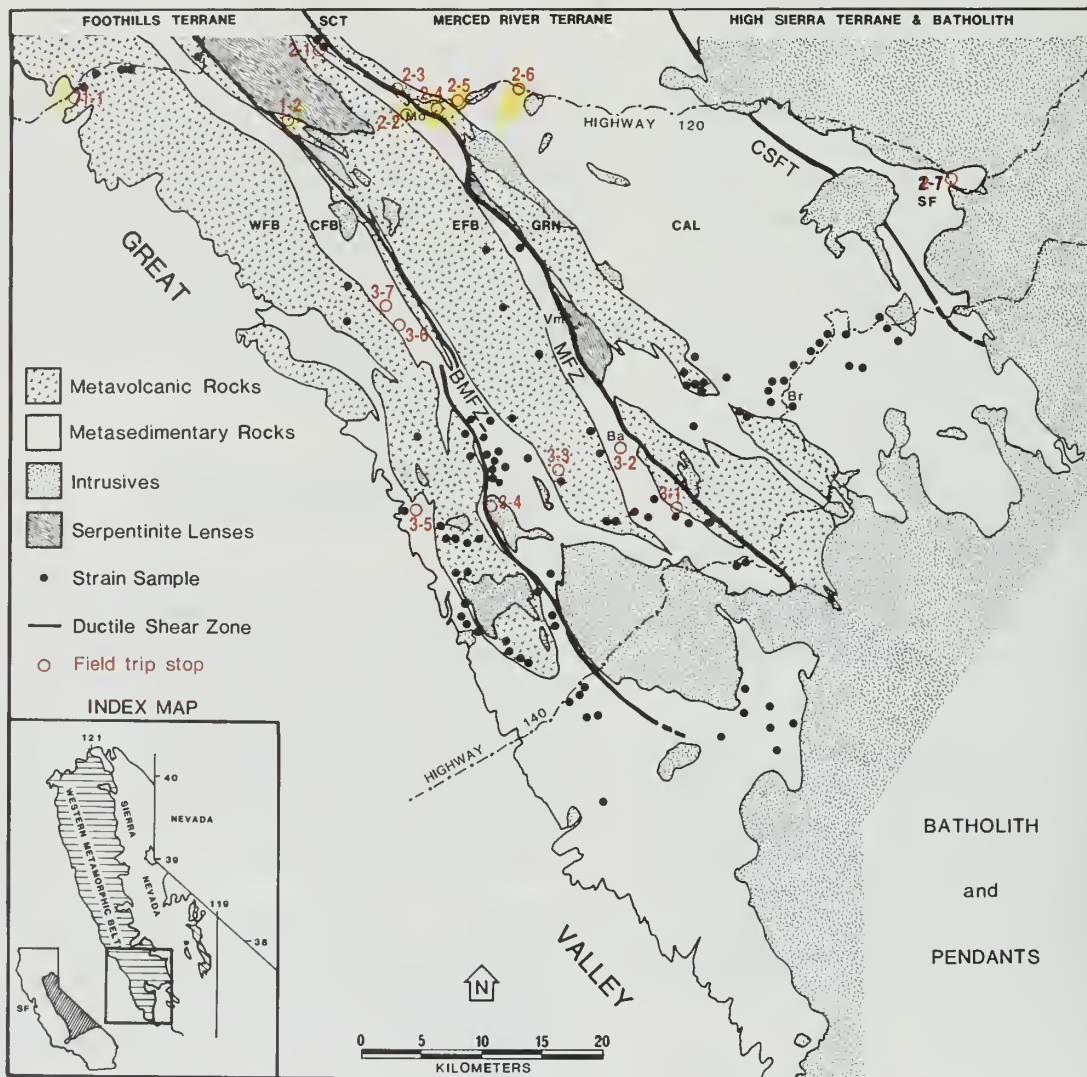 FOOTHILLS TERRANE
SCT
MERCED RIVER TERRANE
HIGH SIERRA TERRANE & BATHOLITH
2-1
2-3
2-4
2-5
2-6
1-1
1-2
2-2
Mo
HIGHWAY 120
CSFT
2-7
SF
WFB
CFB
EFB
GRN
CAL
GREAT
3-7
3-6
Vm
MFZ
BMFZ
Br
Ba
3-2
3-3
3-1
3-4
3-5
Metavolcanic Rocks
Metasedimentary Rocks
Intrusives
Serpentinite Lenses
Strain Sample
Ductile Shear Zone
Field trip stop
INDEX MAP
121
40
WESTERN METAMORPHIC BELT
SIERRA
NEVADA
NEVADA
39
119
38
SF
HIGHWAY 140
VALLEY
BATHOLITH
and
PENDANTS
N
0 5 10 15 20
KILOMETERS